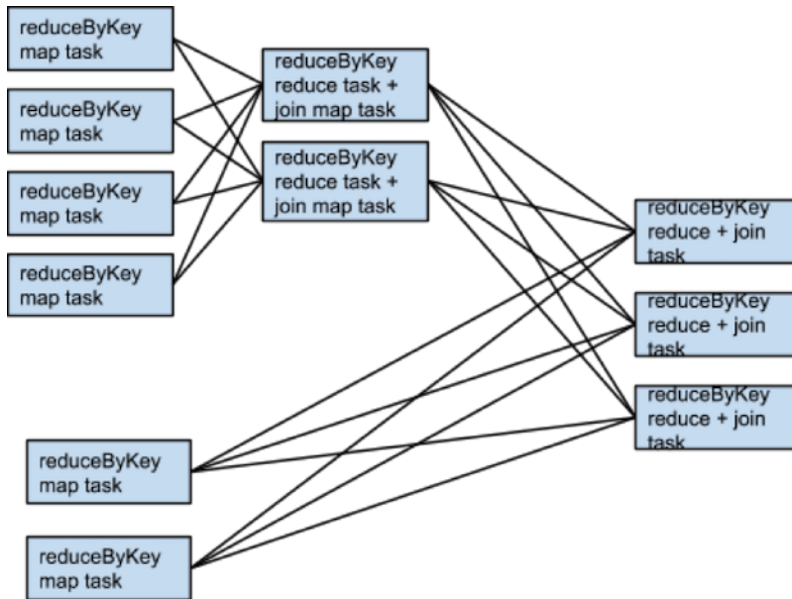 reduceByKey
map task
reduceByKey
map task
reduceByKey
map task
reduceByKey
map task
reduceByKey
reduce task +
join map task
reduceByKey
reduce task +
join map task
reduceByKey
reduce + join
task
reduceByKey
reduce + join
task
reduceByKey
reduce + join
task
reduceByKey
map task
reduceByKey
map task